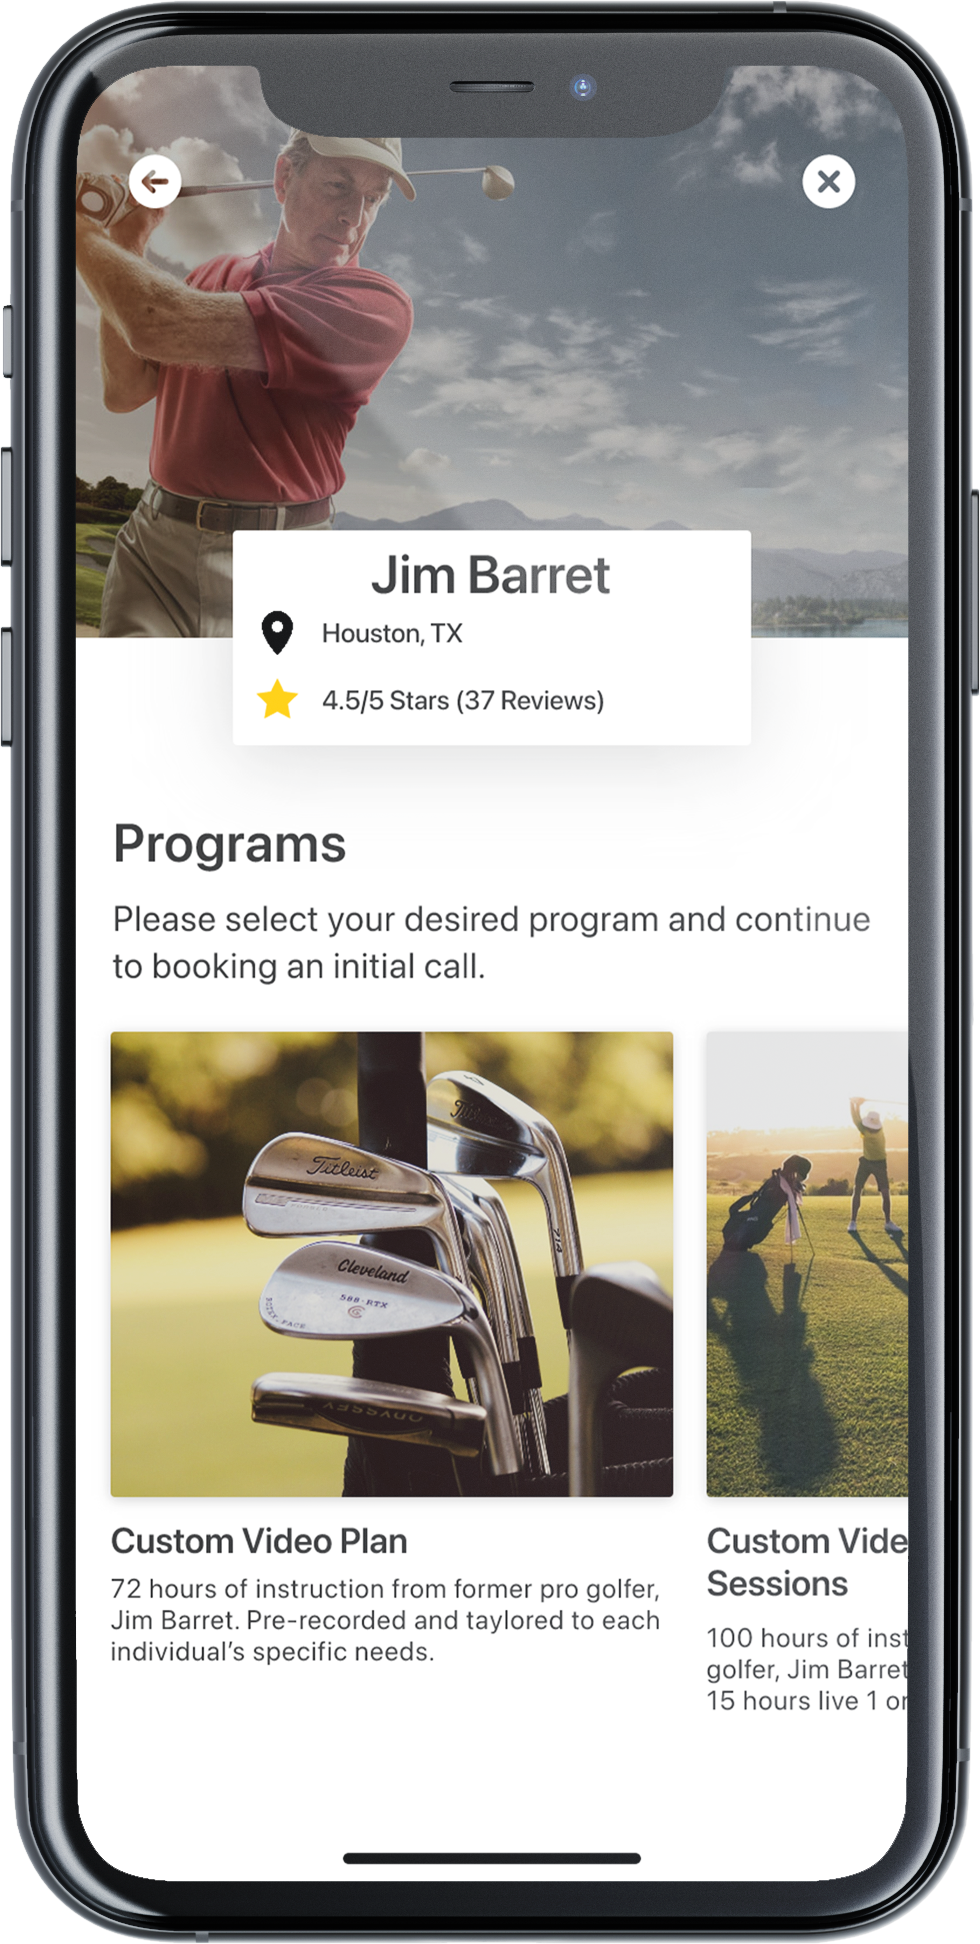 Jim Barret
Houston, TX
4.5/5 Stars (37 Reviews)
Programs
Please select your desired program and continue
to booking an initial call.
Titleist
Cleveland
588·RTX
ODYSSEY
714
Custom Video Plan
72 hours of instruction from former pro golfer,
Jim Barret. Pre-recorded and taylored to each
individual's specific needs.
Custom Vide
Sessions
100 hours of inst
golfer, Jim Barret
15 hours live 1 or